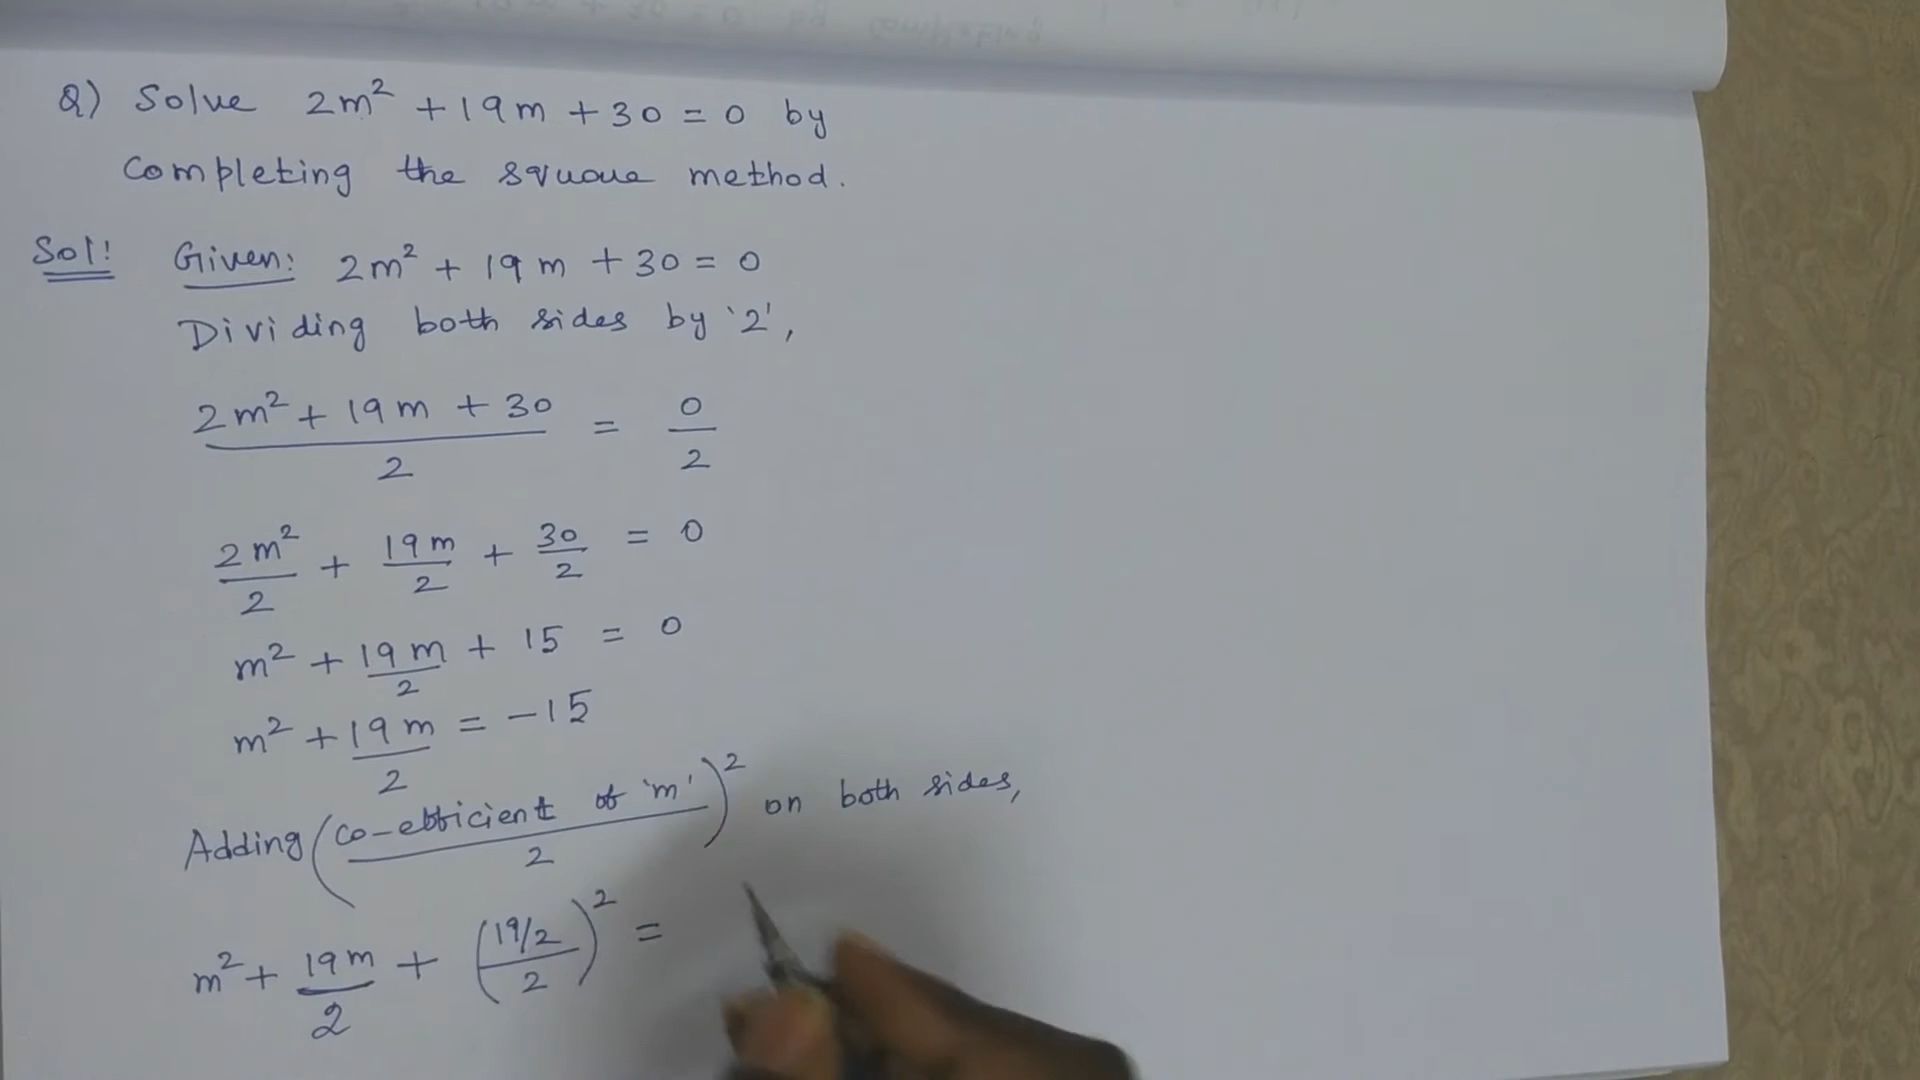 Q) Solve 2m² + 19m + 30 = 0 by
Completing the square method.
Sol: Given: 2m² + 19m + 30 = 0
Dividing both sides by '2',
(2m² + 19m + 30)/2 = 0/2
2m²/2 + 19m/2 + 30/2 = 0
m² + 19m/2 + 15 = 0
m² + 19m/2 = -15
Adding (co-efficient of 'm'/2)² on both sides,
m² + 19m/2 + ((19/2)/2)² =